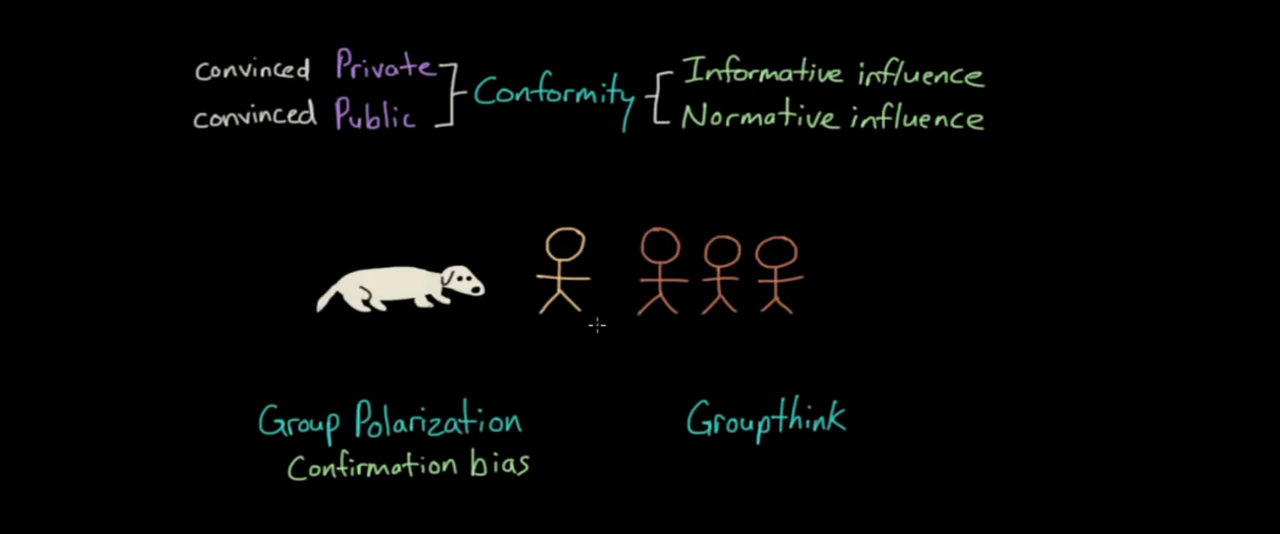 convinced Private
convinced Public
Conformity
Informative influence
Normative influence
Group Polarization
Confirmation bias
Groupthink